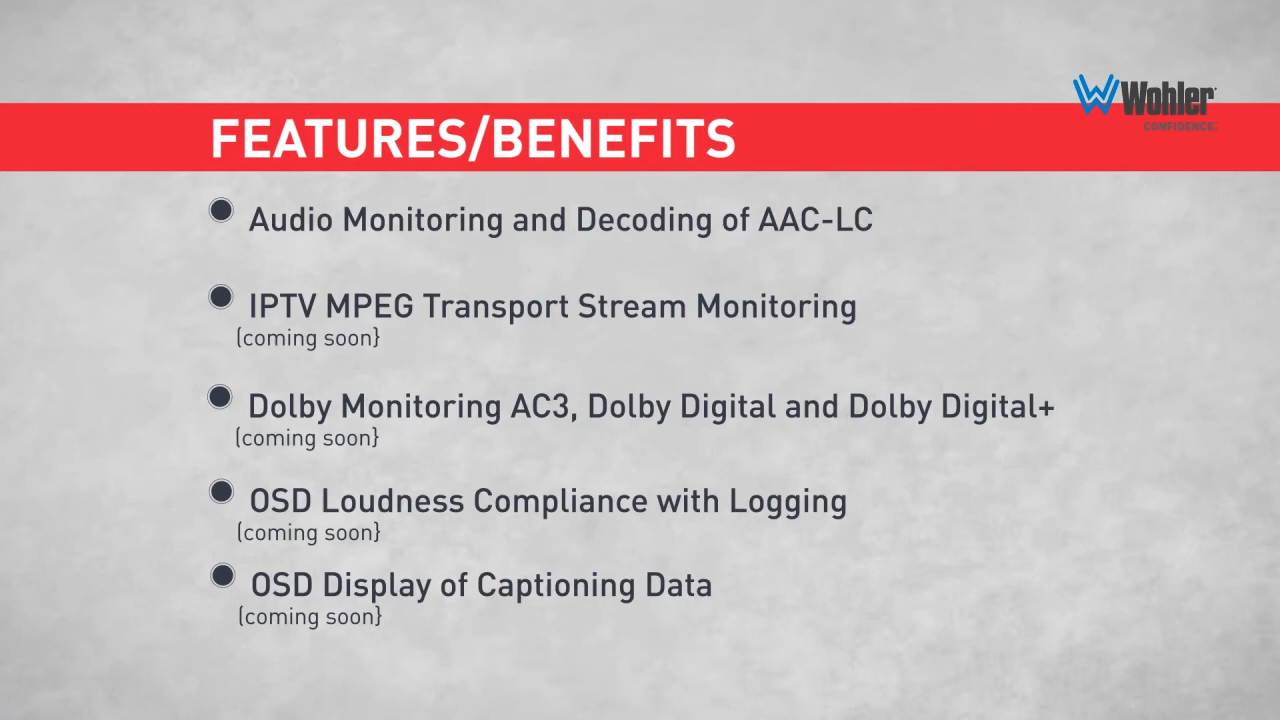 Wohler
CONFIDENCE.
FEATURES/BENEFITS
Audio Monitoring and Decoding of AAC-LC
IPTV MPEG Transport Stream Monitoring
(coming soon}
Dolby Monitoring AC3, Dolby Digital and Dolby Digital+
(coming soon}
OSD Loudness Compliance with Logging
(coming soon}
OSD Display of Captioning Data
(coming soon}